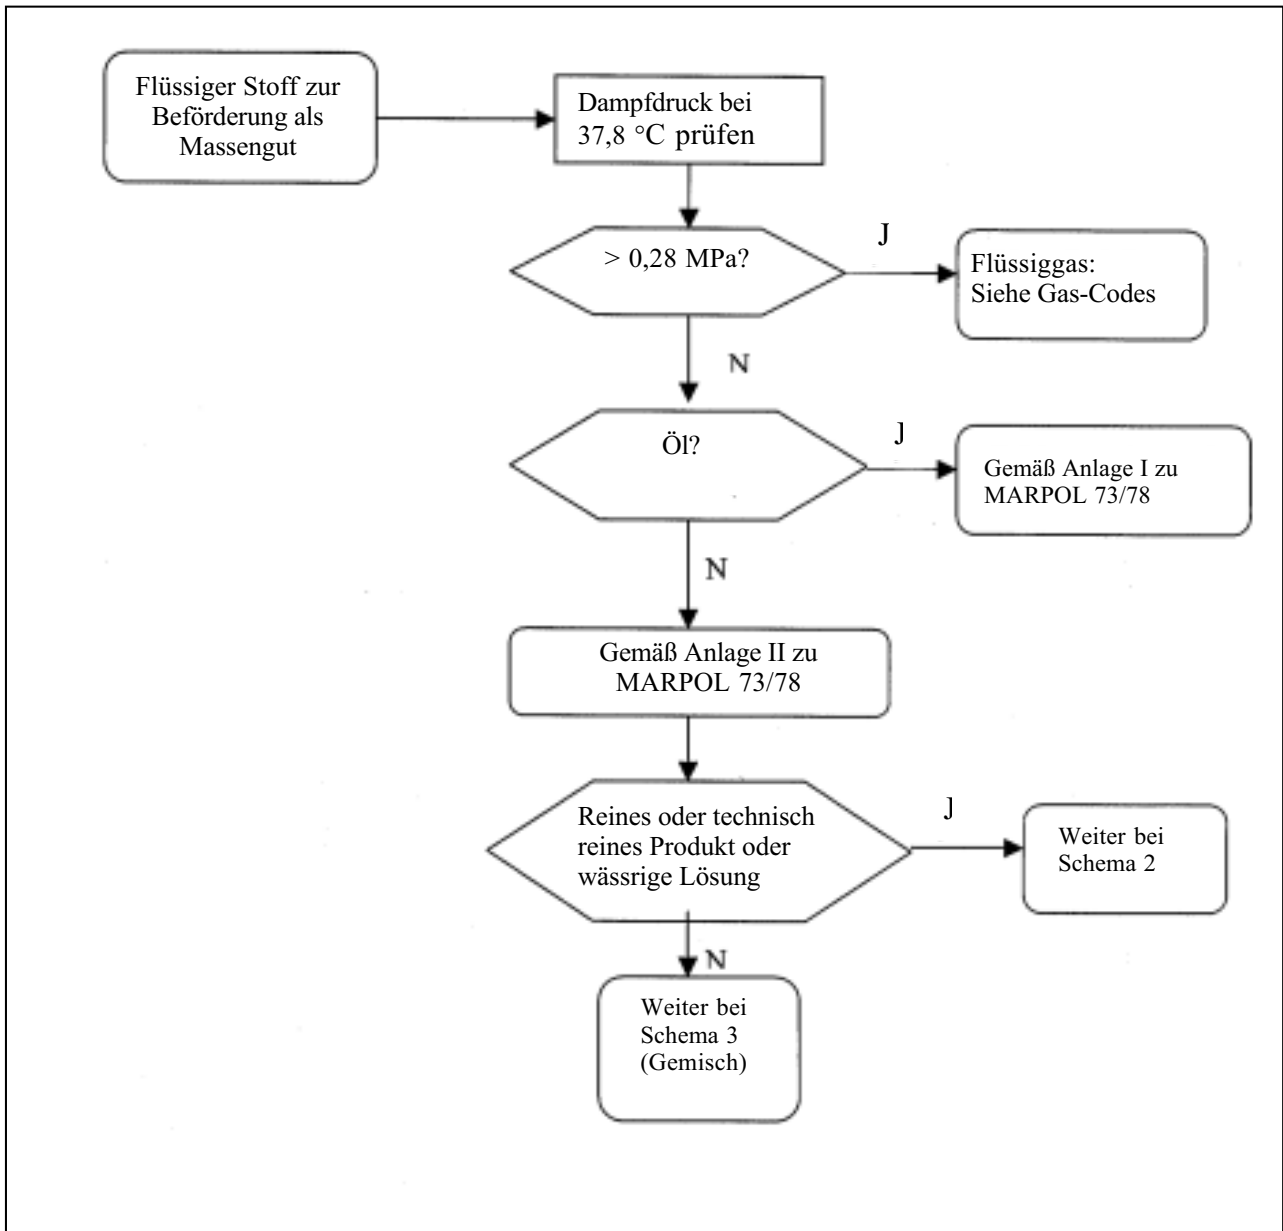 Flüssiger Stoff zur
Beförderung als
Massengut
Dampfdruck bei
37,8 °C prüfen
> 0,28 MPa?
J
Flüssiggas:
Siehe Gas-Codes
N
Öl?
J
Gemäß Anlage I zu
MARPOL 73/78
N
Gemäß Anlage II zu
MARPOL 73/78
Reines oder technisch
reines Produkt oder
wässrige Lösung
J
Weiter bei
Schema 2
N
Weiter bei
Schema 3
(Gemisch)